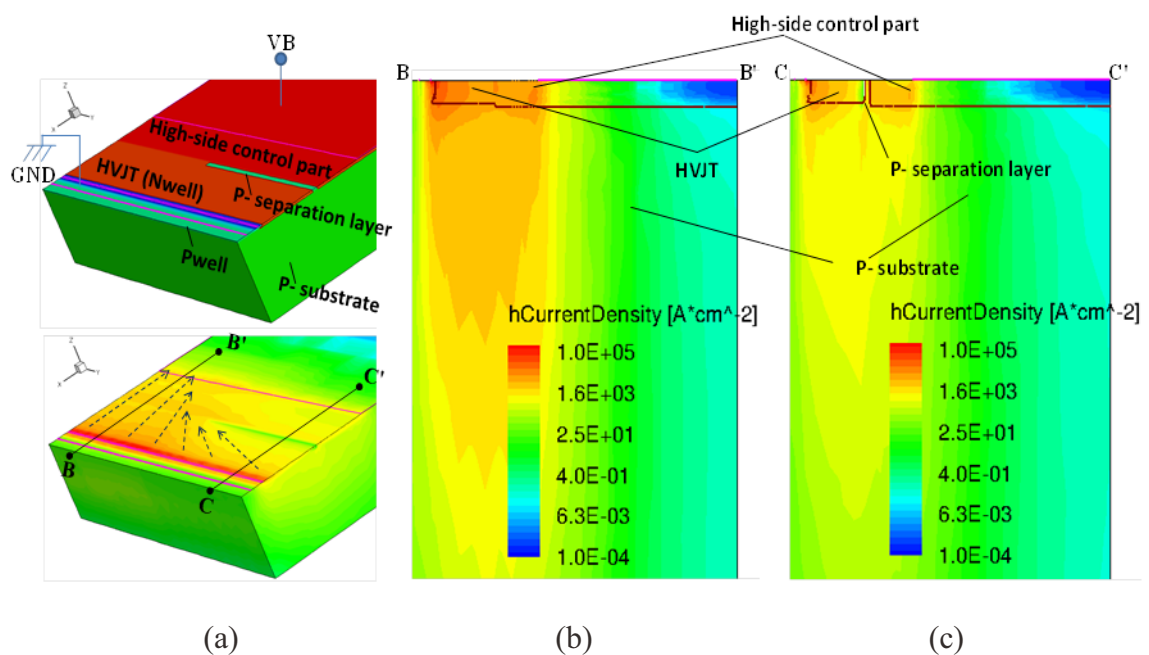 VB
Z
X
Y
GND
High-side control part
HVJT (Nwell)
P- separation layer
Pwell
P- substrate
Z
X
Y
B'
C'
B
C
(a)
High-side control part
B
B'
HVJT
P- substrate
hCurrentDensity [A*cm^-2]
1.0E+05
1.6E+03
2.5E+01
4.0E-01
6.3E-03
1.0E-04
(b)
C
C'
P- separation layer
hCurrentDensity [A*cm^-2]
1.0E+05
1.6E+03
2.5E+01
4.0E-01
6.3E-03
1.0E-04
(c)